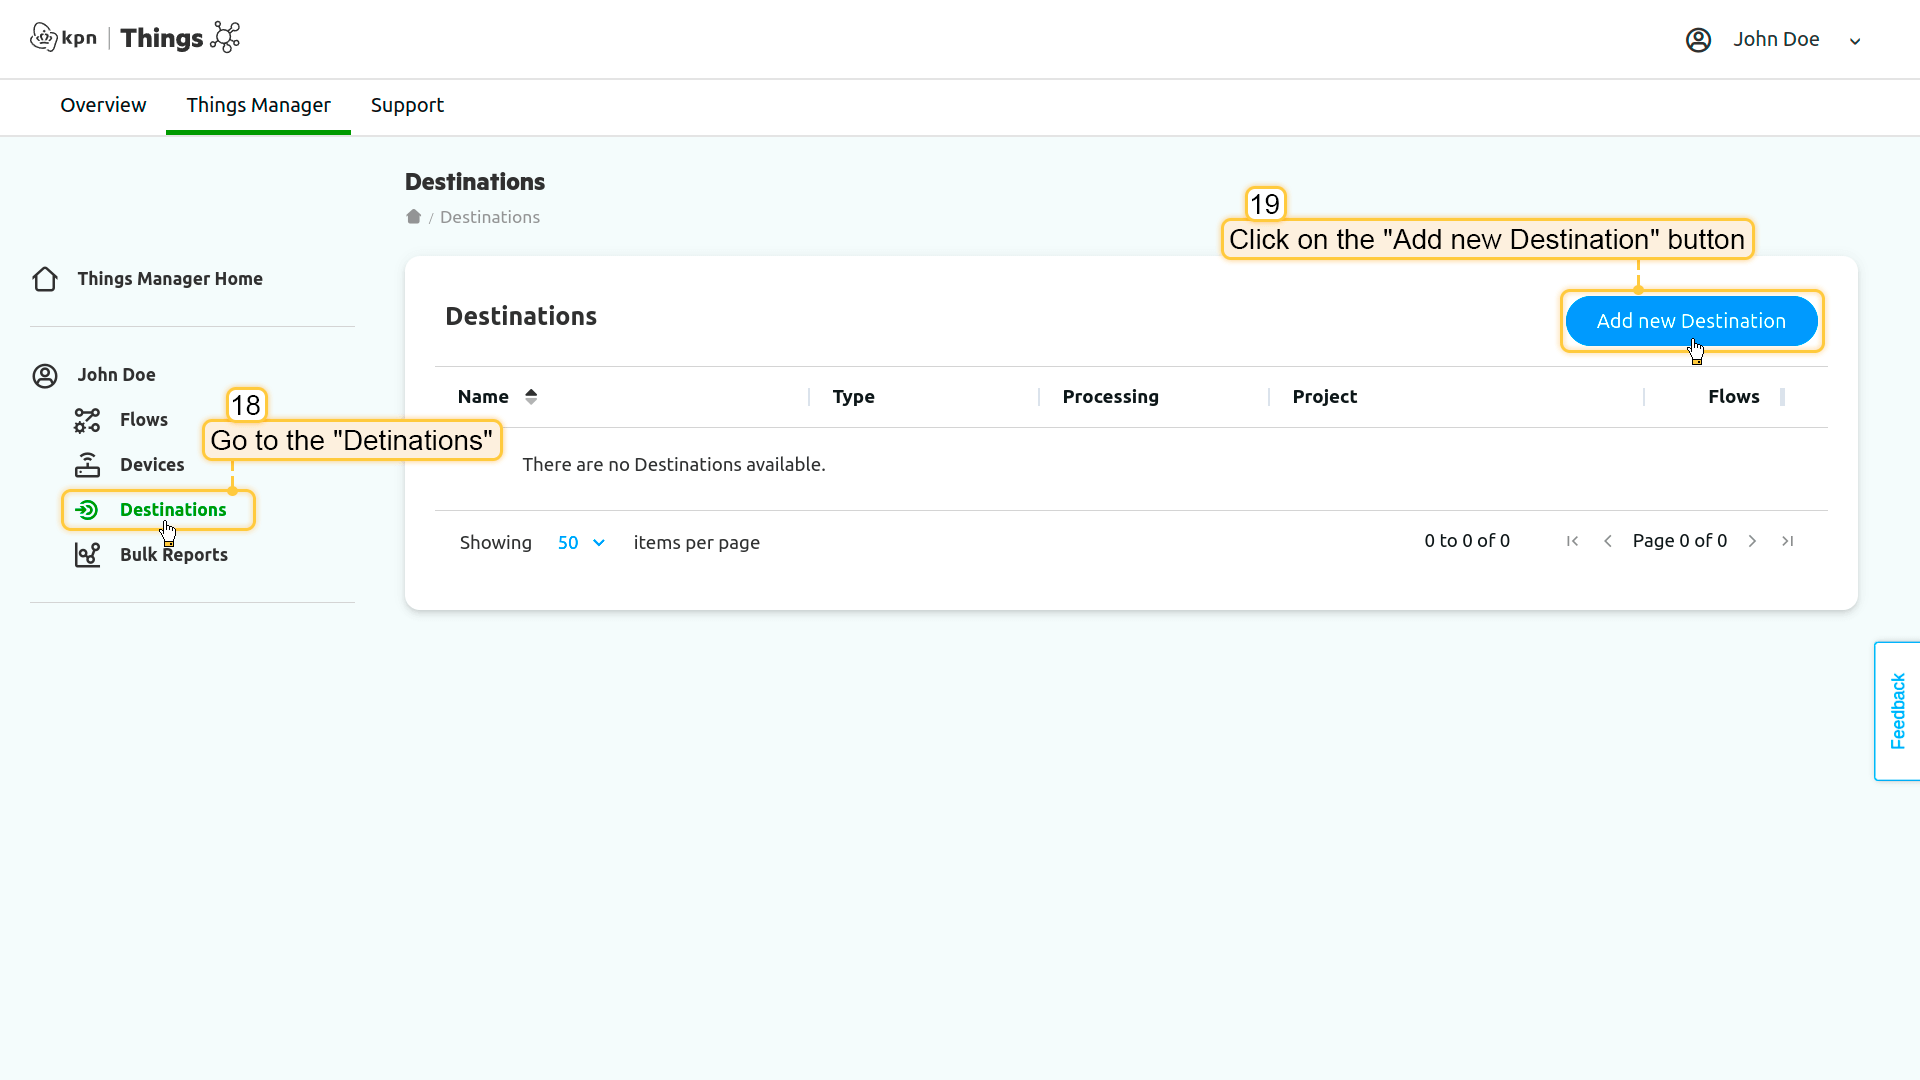 kpn | Things
John Doe
Overview Things Manager Support
Destinations
/ Destinations
19
Click on the "Add new Destination" button
Things Manager Home
Destinations
Add new Destination
John Doe
18
Go to the "Detinations"
Flows
Devices
Destinations
Bulk Reports
Name Type Processing Project Flows
There are no Destinations available.
Showing 50 items per page
0 to 0 of 0 Page 0 of 0
Feedback